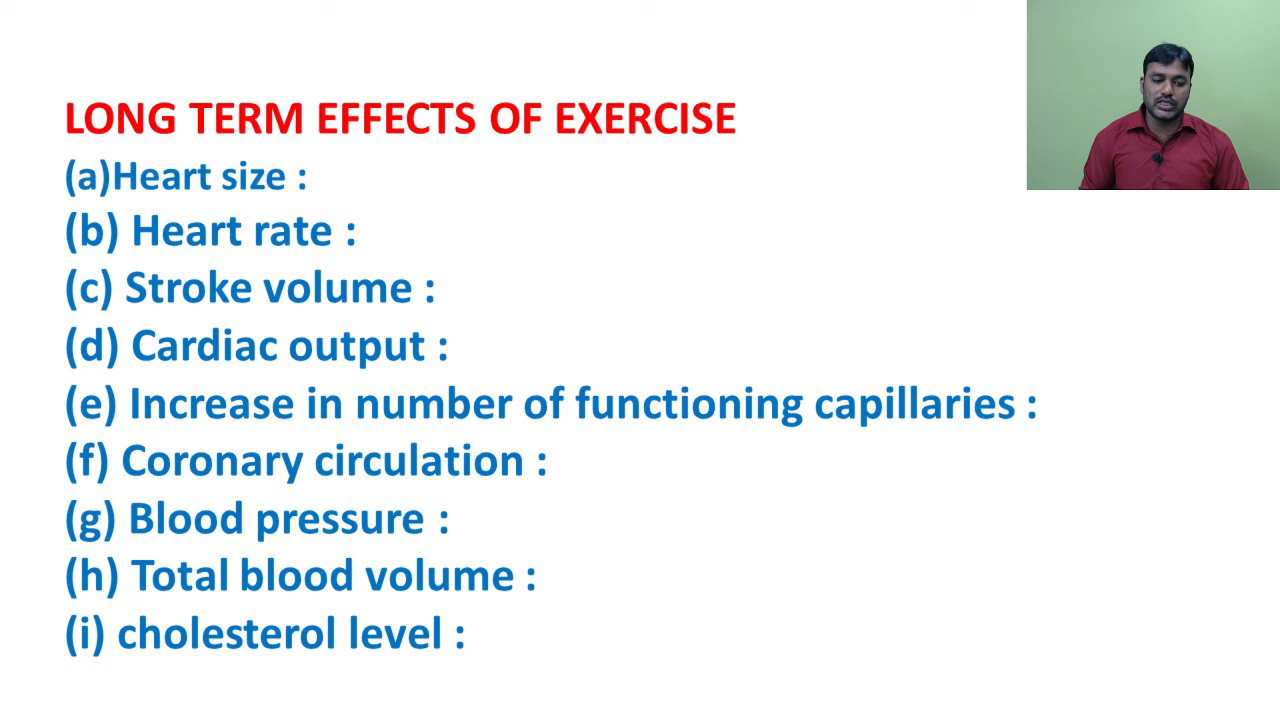 LONG TERM EFFECTS OF EXERCISE
(a)Heart size :
(b) Heart rate :
(c) Stroke volume :
(d) Cardiac output :
(e) Increase in number of functioning capillaries :
(f) Coronary circulation :
(g) Blood pressure :
(h) Total blood volume :
(i) cholesterol level :